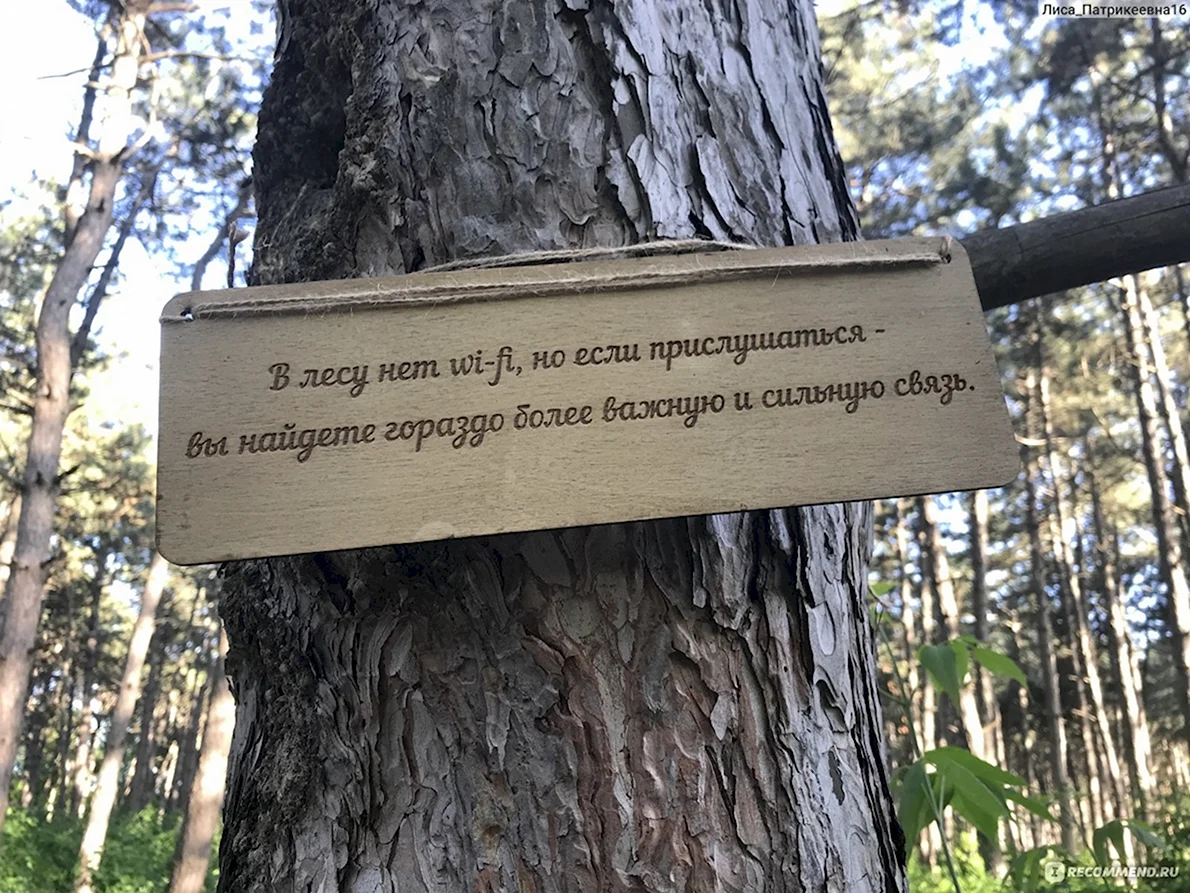 Лиса_Патрикеевна16
В лесу нет wi-fi, но если прислушаться -
вы найдете гораздо более важную и сильную связь.
RECOMMEND.RU